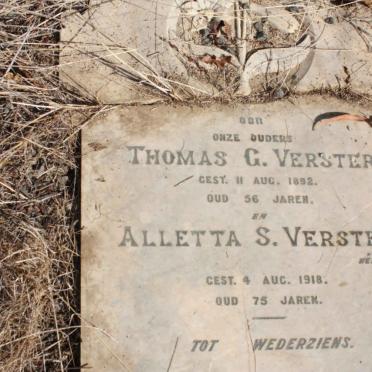 ONZE OUDERS
THOMAS G. VERSTER
GEST. 11 AUG. 1892.
OUD 56 JAREN.
EN
ALLETTA S. VERSTE
GEST. 4 AUG. 1918.
OUD 75 JAREN.
TOT WEDERZIENS.